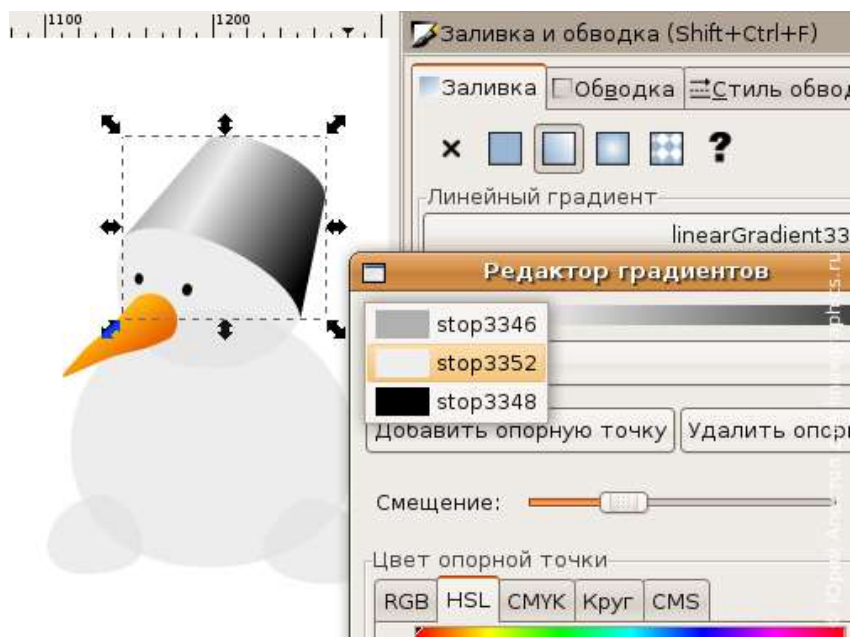 1100 1200
Заливка и обводка (Shift+Ctrl+F)
Заливка Обводка Стиль обвод
?
Линейный градиент
linearGradient33
Редактор градиентов
stop3346
stop3352
stop3348
Добавить опорную точку Удалить опор
Смещение:
Цвет опорной точки
RGB HSL CMYK Круг CMS